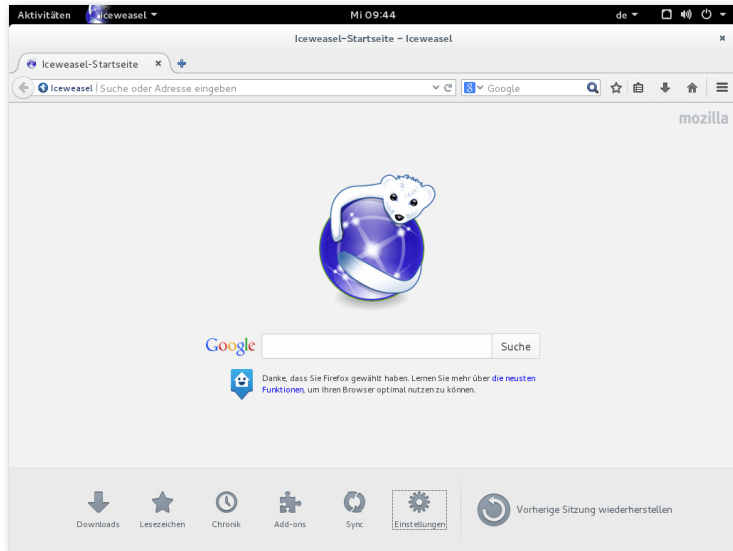 Aktivitäten Iceweasel Mi 09:44 de
Iceweasel-Startseite - Iceweasel
Iceweasel-Startseite
Iceweasel Suche oder Adresse eingeben 8 Google
mozilla
Google Suche
Danke, dass Sie Firefox gewählt haben. Lernen Sie mehr über die neusten
Funktionen, um Ihren Browser optimal nutzen zu können.
Vorherige Sitzung wiederherstellen
Downloads Lesezeichen Chronik Add-ons Sync Einstellungen